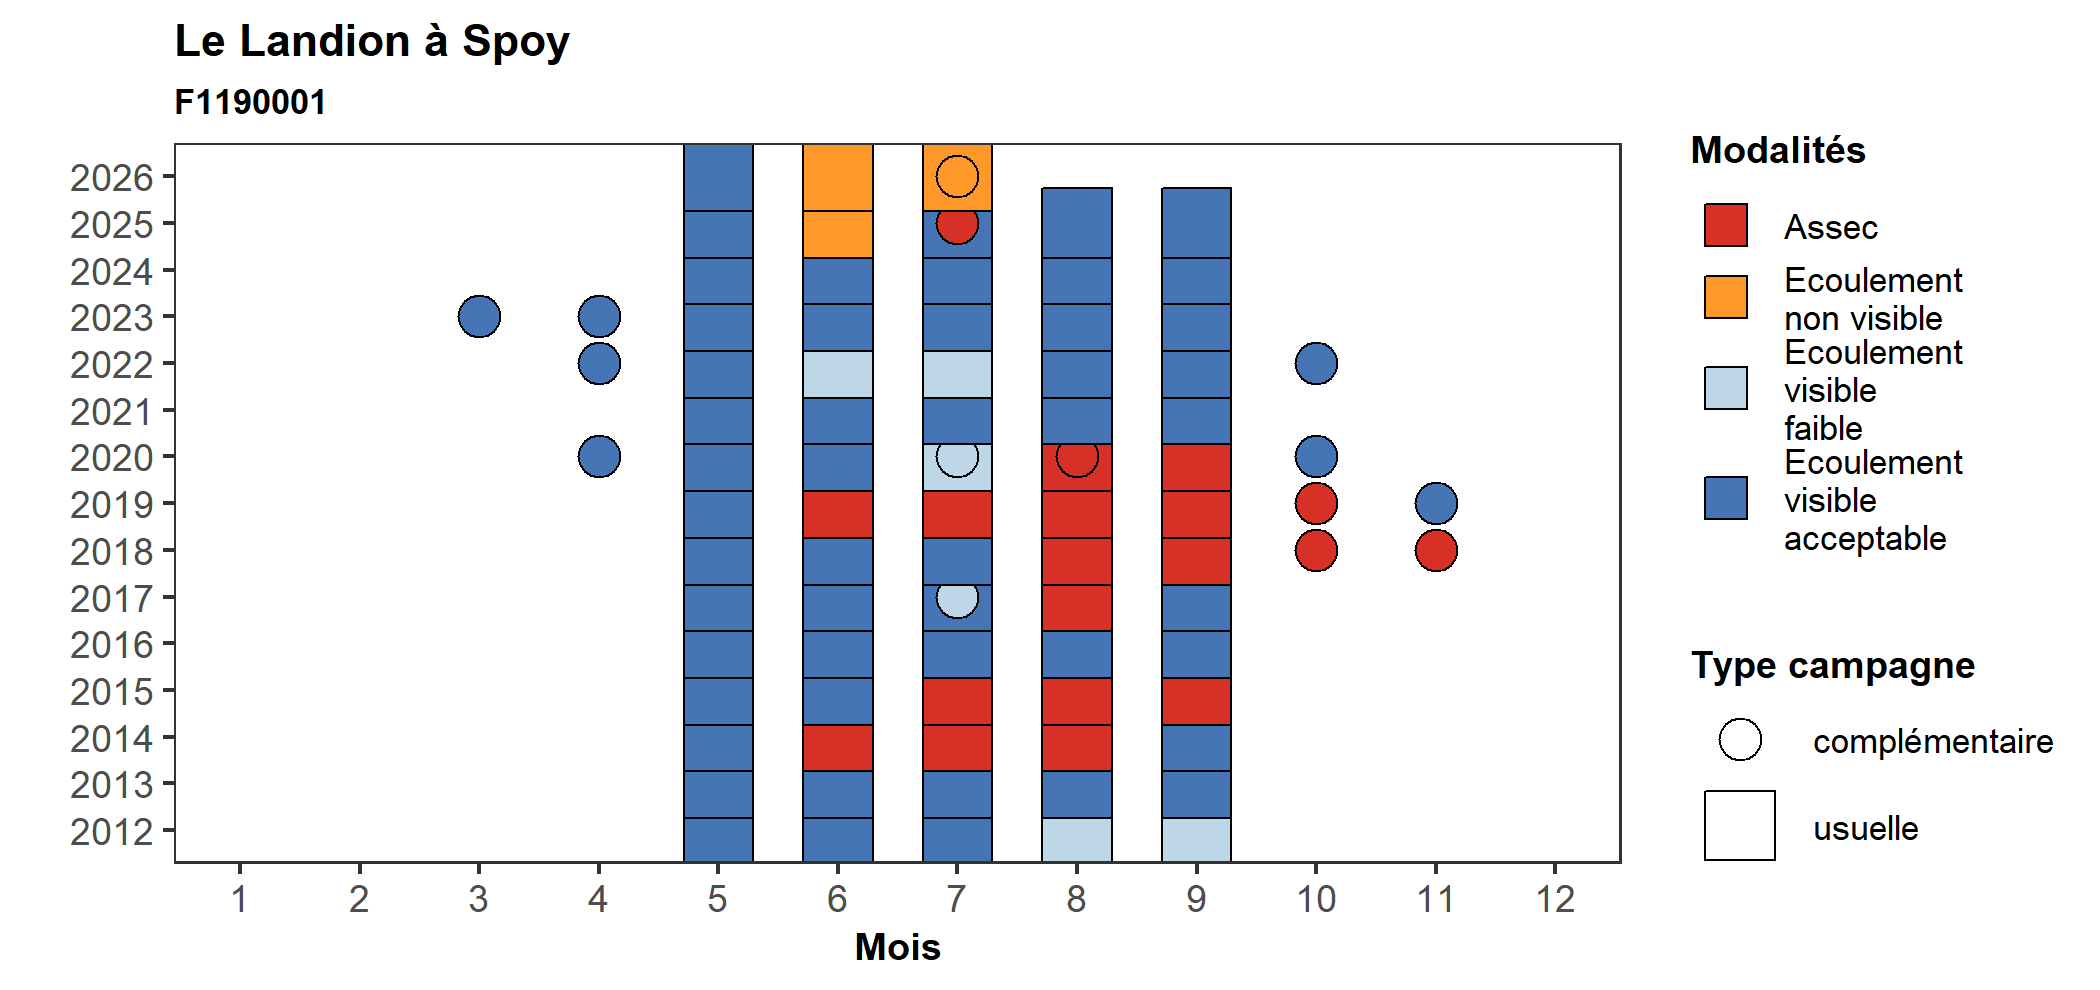 Le Landion à Spoy
F1190001
2026
2025
2024
2023
2022
2021
2020
2019
2018
2017
2016
2015
2014
2013
2012
1 2 3 4 5 6 7 8 9 10 11 12
Mois
Modalités
Assec
Ecoulement
non visible
Ecoulement
visible
faible
Ecoulement
visible
acceptable
Type campagne
complémentaire
usuelle